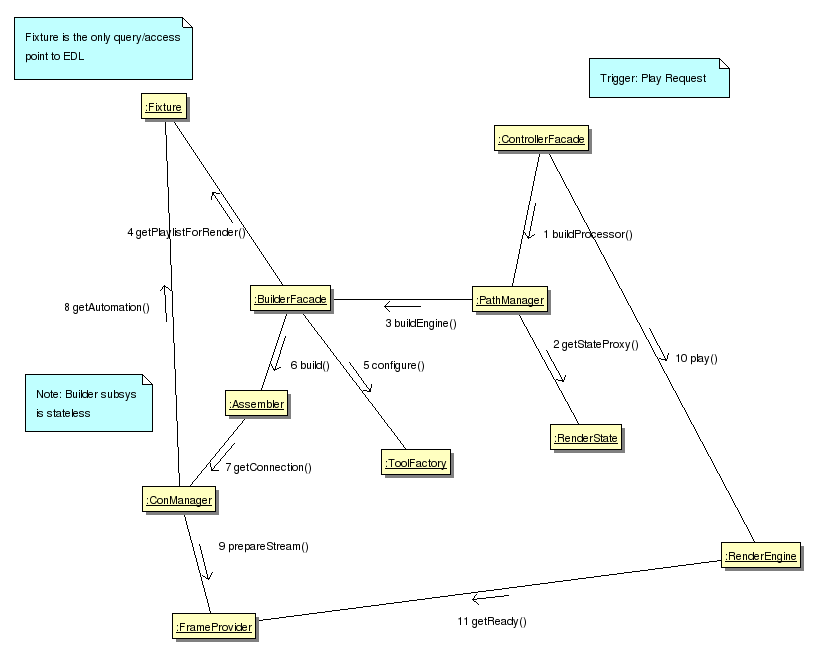 Fixture is the only query/access
point to EDL
Trigger: Play Request
:Fixture
:ControllerFacade
4 getPlaylistForRender()
1 buildProcessor()
:BuilderFacade
:PathManager
8 getAutomation()
3 buildEngine()
2 getStateProxy()
10 play()
6 build()
5 configure()
Note: Builder subsys
is stateless
:Assembler
:RenderState
7 getConnection()
:ToolFactory
:ConManager
9 prepareStream()
:RenderEngine
11 getReady()
:FrameProvider